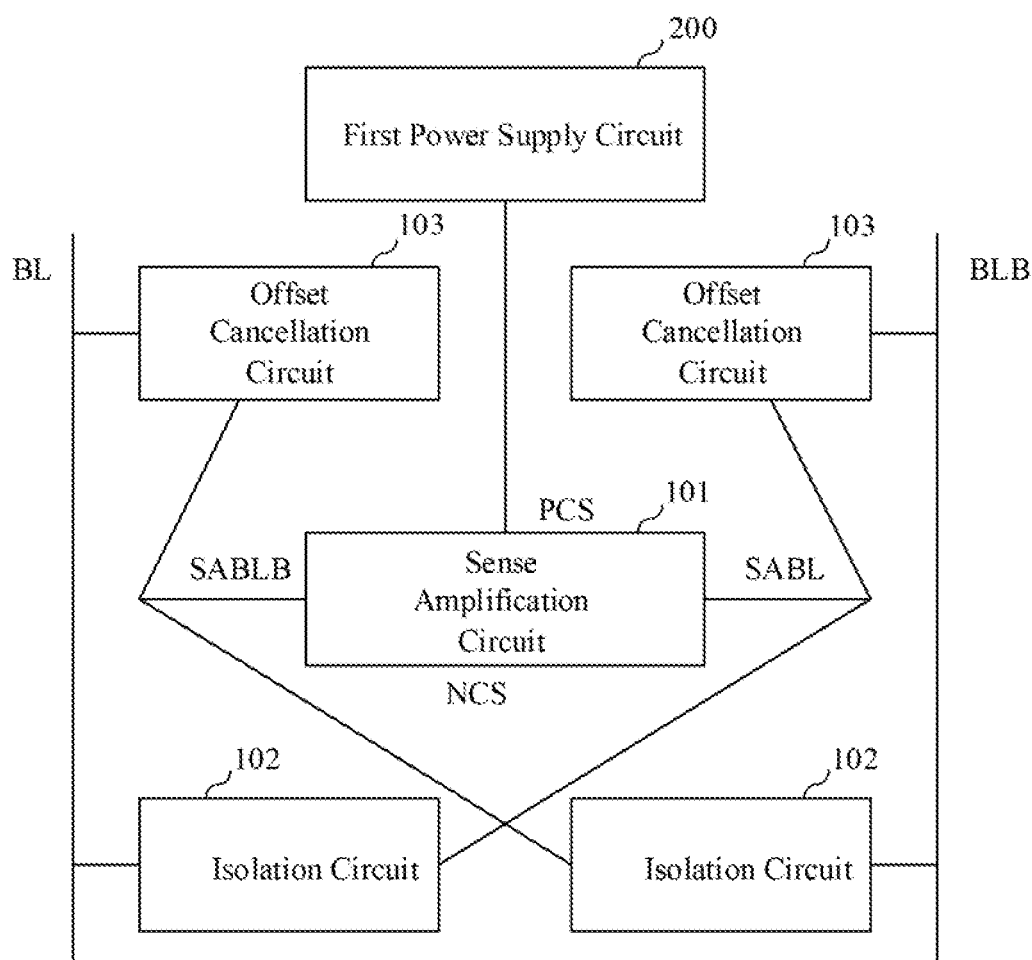 200
First Power Supply Circuit
103
103
BL
BLB
Offset
Cancellation
Circuit
Offset
Cancellation
Circuit
PCS
101
SABLB
Sense
Amplification
Circuit
SABL
NCS
102
102
Isolation Circuit
Isolation Circuit